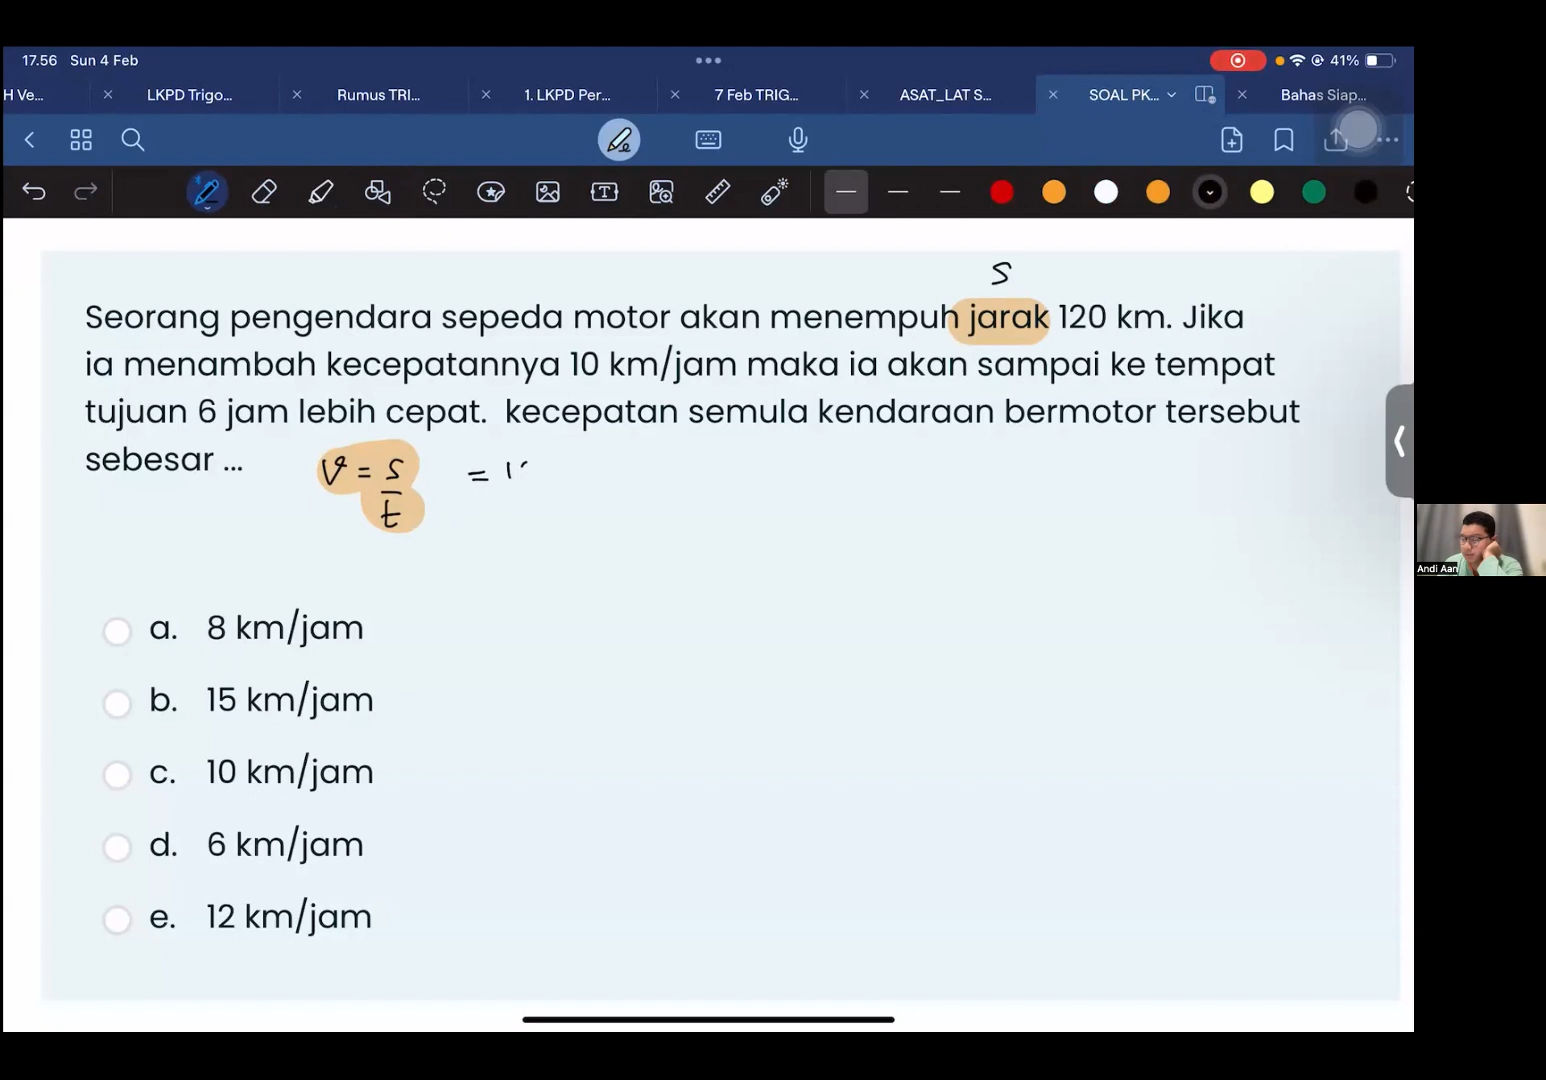 17.56 Sun 4 Feb
41%
H Ve...
LKPD Trigo...
Rumus TRI...
1. LKPD Per...
7 Feb TRIG...
ASAT_LAT S...
SOAL PK...
Bahas Siap...
S
Seorang pengendara sepeda motor akan menempuh jarak 120 km. Jika
ia menambah kecepatannya 10 km/jam maka ia akan sampai ke tempat
tujuan 6 jam lebih cepat. kecepatan semula kendaraan bermotor tersebut
sebesar ...
V = S
t
= 1
a. 8 km/jam
b. 15 km/jam
c. 10 km/jam
d. 6 km/jam
e. 12 km/jam
Andi Aan